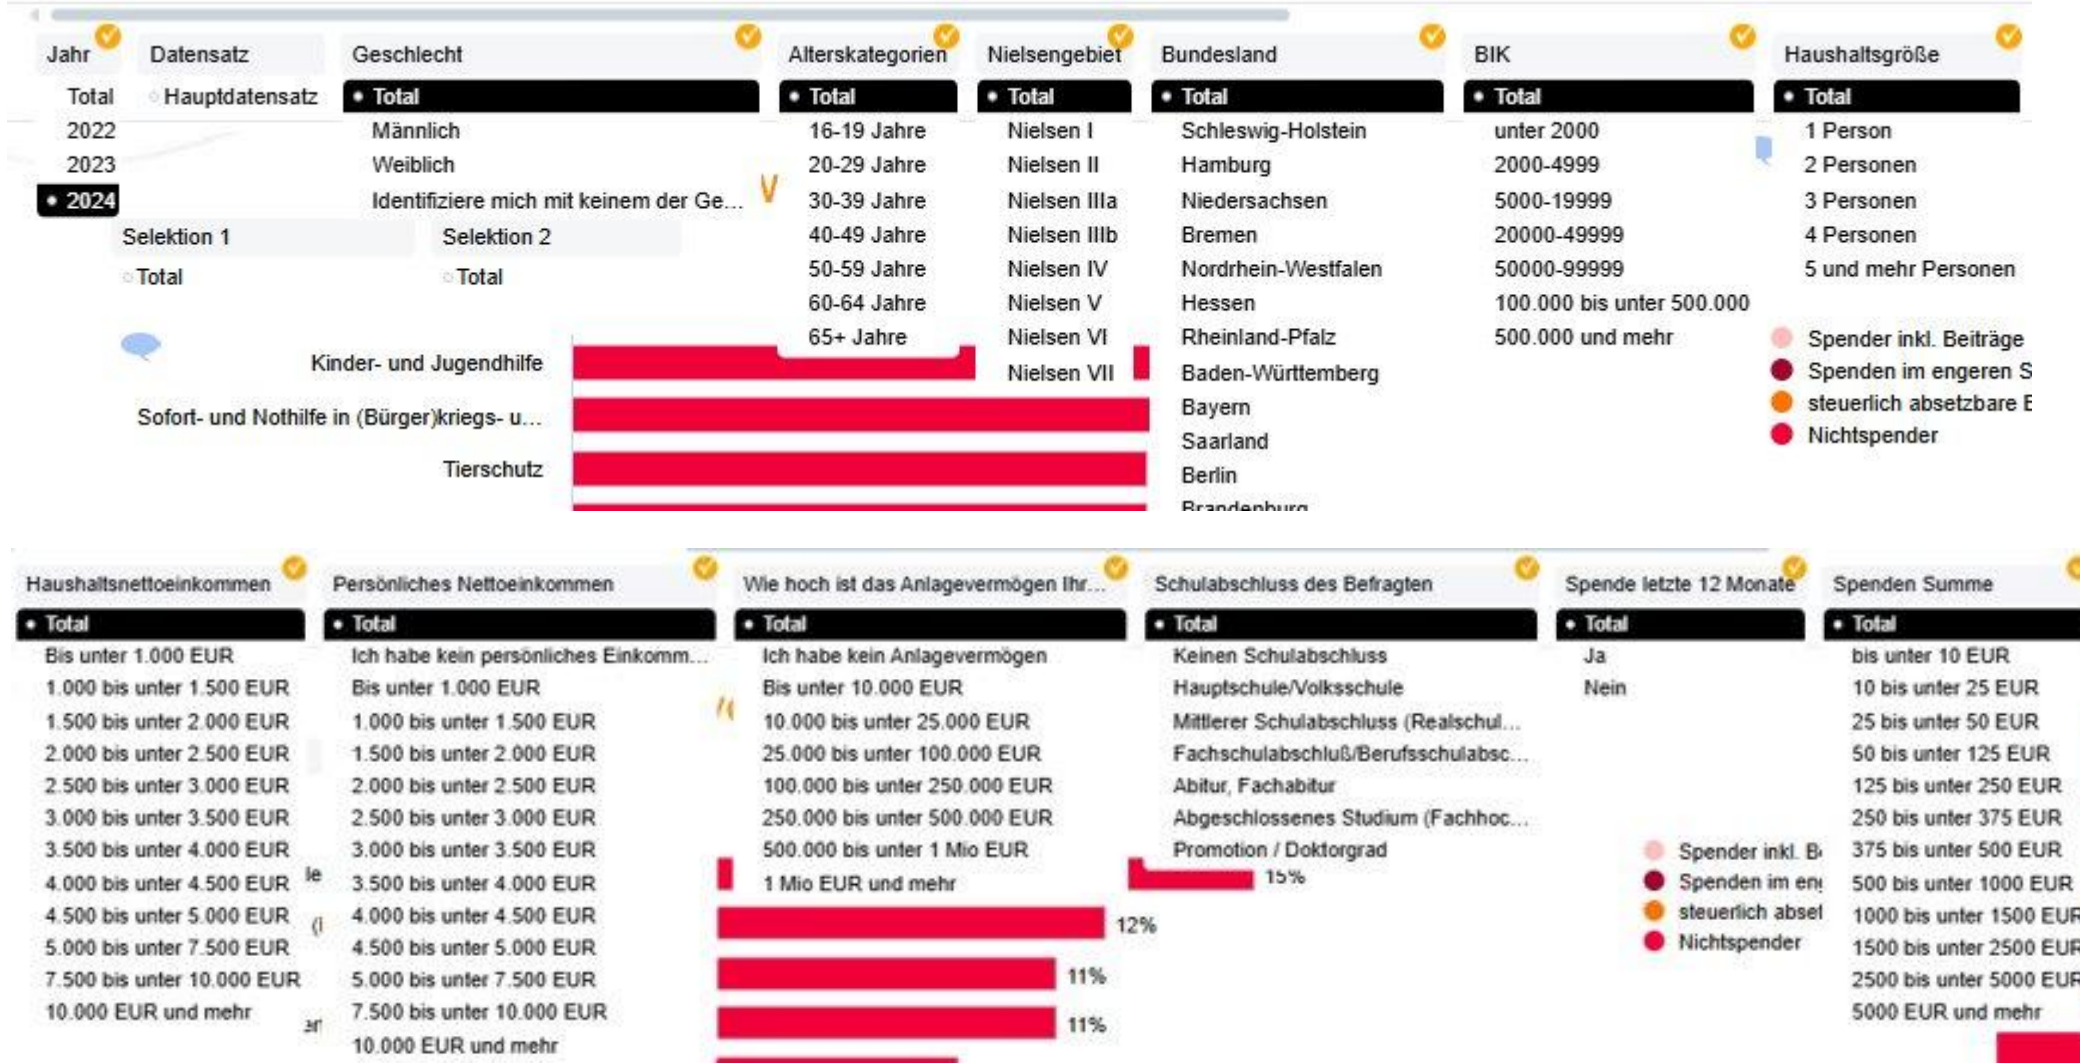 Jahr
Total
2022
2023
2024
Datensatz
Hauptdatensatz
Geschlecht
Total
Männlich
Weiblich
Identifiziere mich mit keinem der Ge...
Alterskategorien
Total
16-19 Jahre
20-29 Jahre
30-39 Jahre
40-49 Jahre
50-59 Jahre
60-64 Jahre
65+ Jahre
Nielsengebiet
Total
Nielsen I
Nielsen II
Nielsen IIIa
Nielsen IIIb
Nielsen IV
Nielsen V
Nielsen VI
Nielsen VII
Bundesland
Total
Schleswig-Holstein
Hamburg
Niedersachsen
Bremen
Nordrhein-Westfalen
Hessen
Rheinland-Pfalz
Baden-Württemberg
Bayern
Saarland
Berlin
Brandenburg
BIK
Total
unter 2000
2000-4999
5000-19999
20000-49999
50000-99999
100.000 bis unter 500.000
500.000 und mehr
Haushaltsgröße
Total
1 Person
2 Personen
3 Personen
4 Personen
5 und mehr Personen
Selektion 1
Total
Selektion 2
Total
Kinder- und Jugendhilfe
Sofort- und Nothilfe in (Bürger)kriegs- u...
Tierschutz
Spender inkl. Beiträge
Spenden im engeren S
steuerlich absetzbare
Nichtspender
Haushaltsnettoeinkommen
Total
Bis unter 1.000 EUR
1.000 bis unter 1.500 EUR
1.500 bis unter 2.000 EUR
2.000 bis unter 2.500 EUR
2.500 bis unter 3.000 EUR
3.000 bis unter 3.500 EUR
3.500 bis unter 4.000 EUR
4.000 bis unter 4.500 EUR
4.500 bis unter 5.000 EUR
5.000 bis unter 7.500 EUR
7.500 bis unter 10.000 EUR
10.000 EUR und mehr
Persönliches Nettoeinkommen
Total
Ich habe kein persönliches Einkomm...
Bis unter 1.000 EUR
1.000 bis unter 1.500 EUR
1.500 bis unter 2.000 EUR
2.000 bis unter 2.500 EUR
2.500 bis unter 3.000 EUR
3.000 bis unter 3.500 EUR
3.500 bis unter 4.000 EUR
4.000 bis unter 4.500 EUR
4.500 bis unter 5.000 EUR
5.000 bis unter 7.500 EUR
7.500 bis unter 10.000 EUR
10.000 EUR und mehr
Wie hoch ist das Anlagevermögen Ihr...
Total
Ich habe kein Anlagevermögen
Bis unter 10.000 EUR
10.000 bis unter 25.000 EUR
25.000 bis unter 100.000 EUR
100.000 bis unter 250.000 EUR
250.000 bis unter 500.000 EUR
500.000 bis unter 1 Mio EUR
1 Mio EUR und mehr
Schulabschluss des Befragten
Total
Keinen Schulabschluss
Hauptschule/Volksschule
Mittlerer Schulabschluss (Realschul...
Fachschulabschluß/Berufsschulabsc...
Abitur, Fachabitur
Abgeschlossenes Studium (Fachhoc...
Promotion / Doktorgrad
15%
12%
11%
11%
Spende letzte 12 Monate
Total
Ja
Nein
Spender inkl.
Spenden im
steuerlich
Nichtspender
Spenden Summe
Total
bis unter 10 EUR
10 bis unter 25 EUR
25 bis unter 50 EUR
50 bis unter 125 EUR
125 bis unter 250 EUR
250 bis unter 375 EUR
375 bis unter 500 EUR
500 bis unter 1000 EUR
1000 bis unter 1500 EUR
1500 bis unter 2500 EUR
2500 bis unter 5000 EUR
5000 EUR und mehr